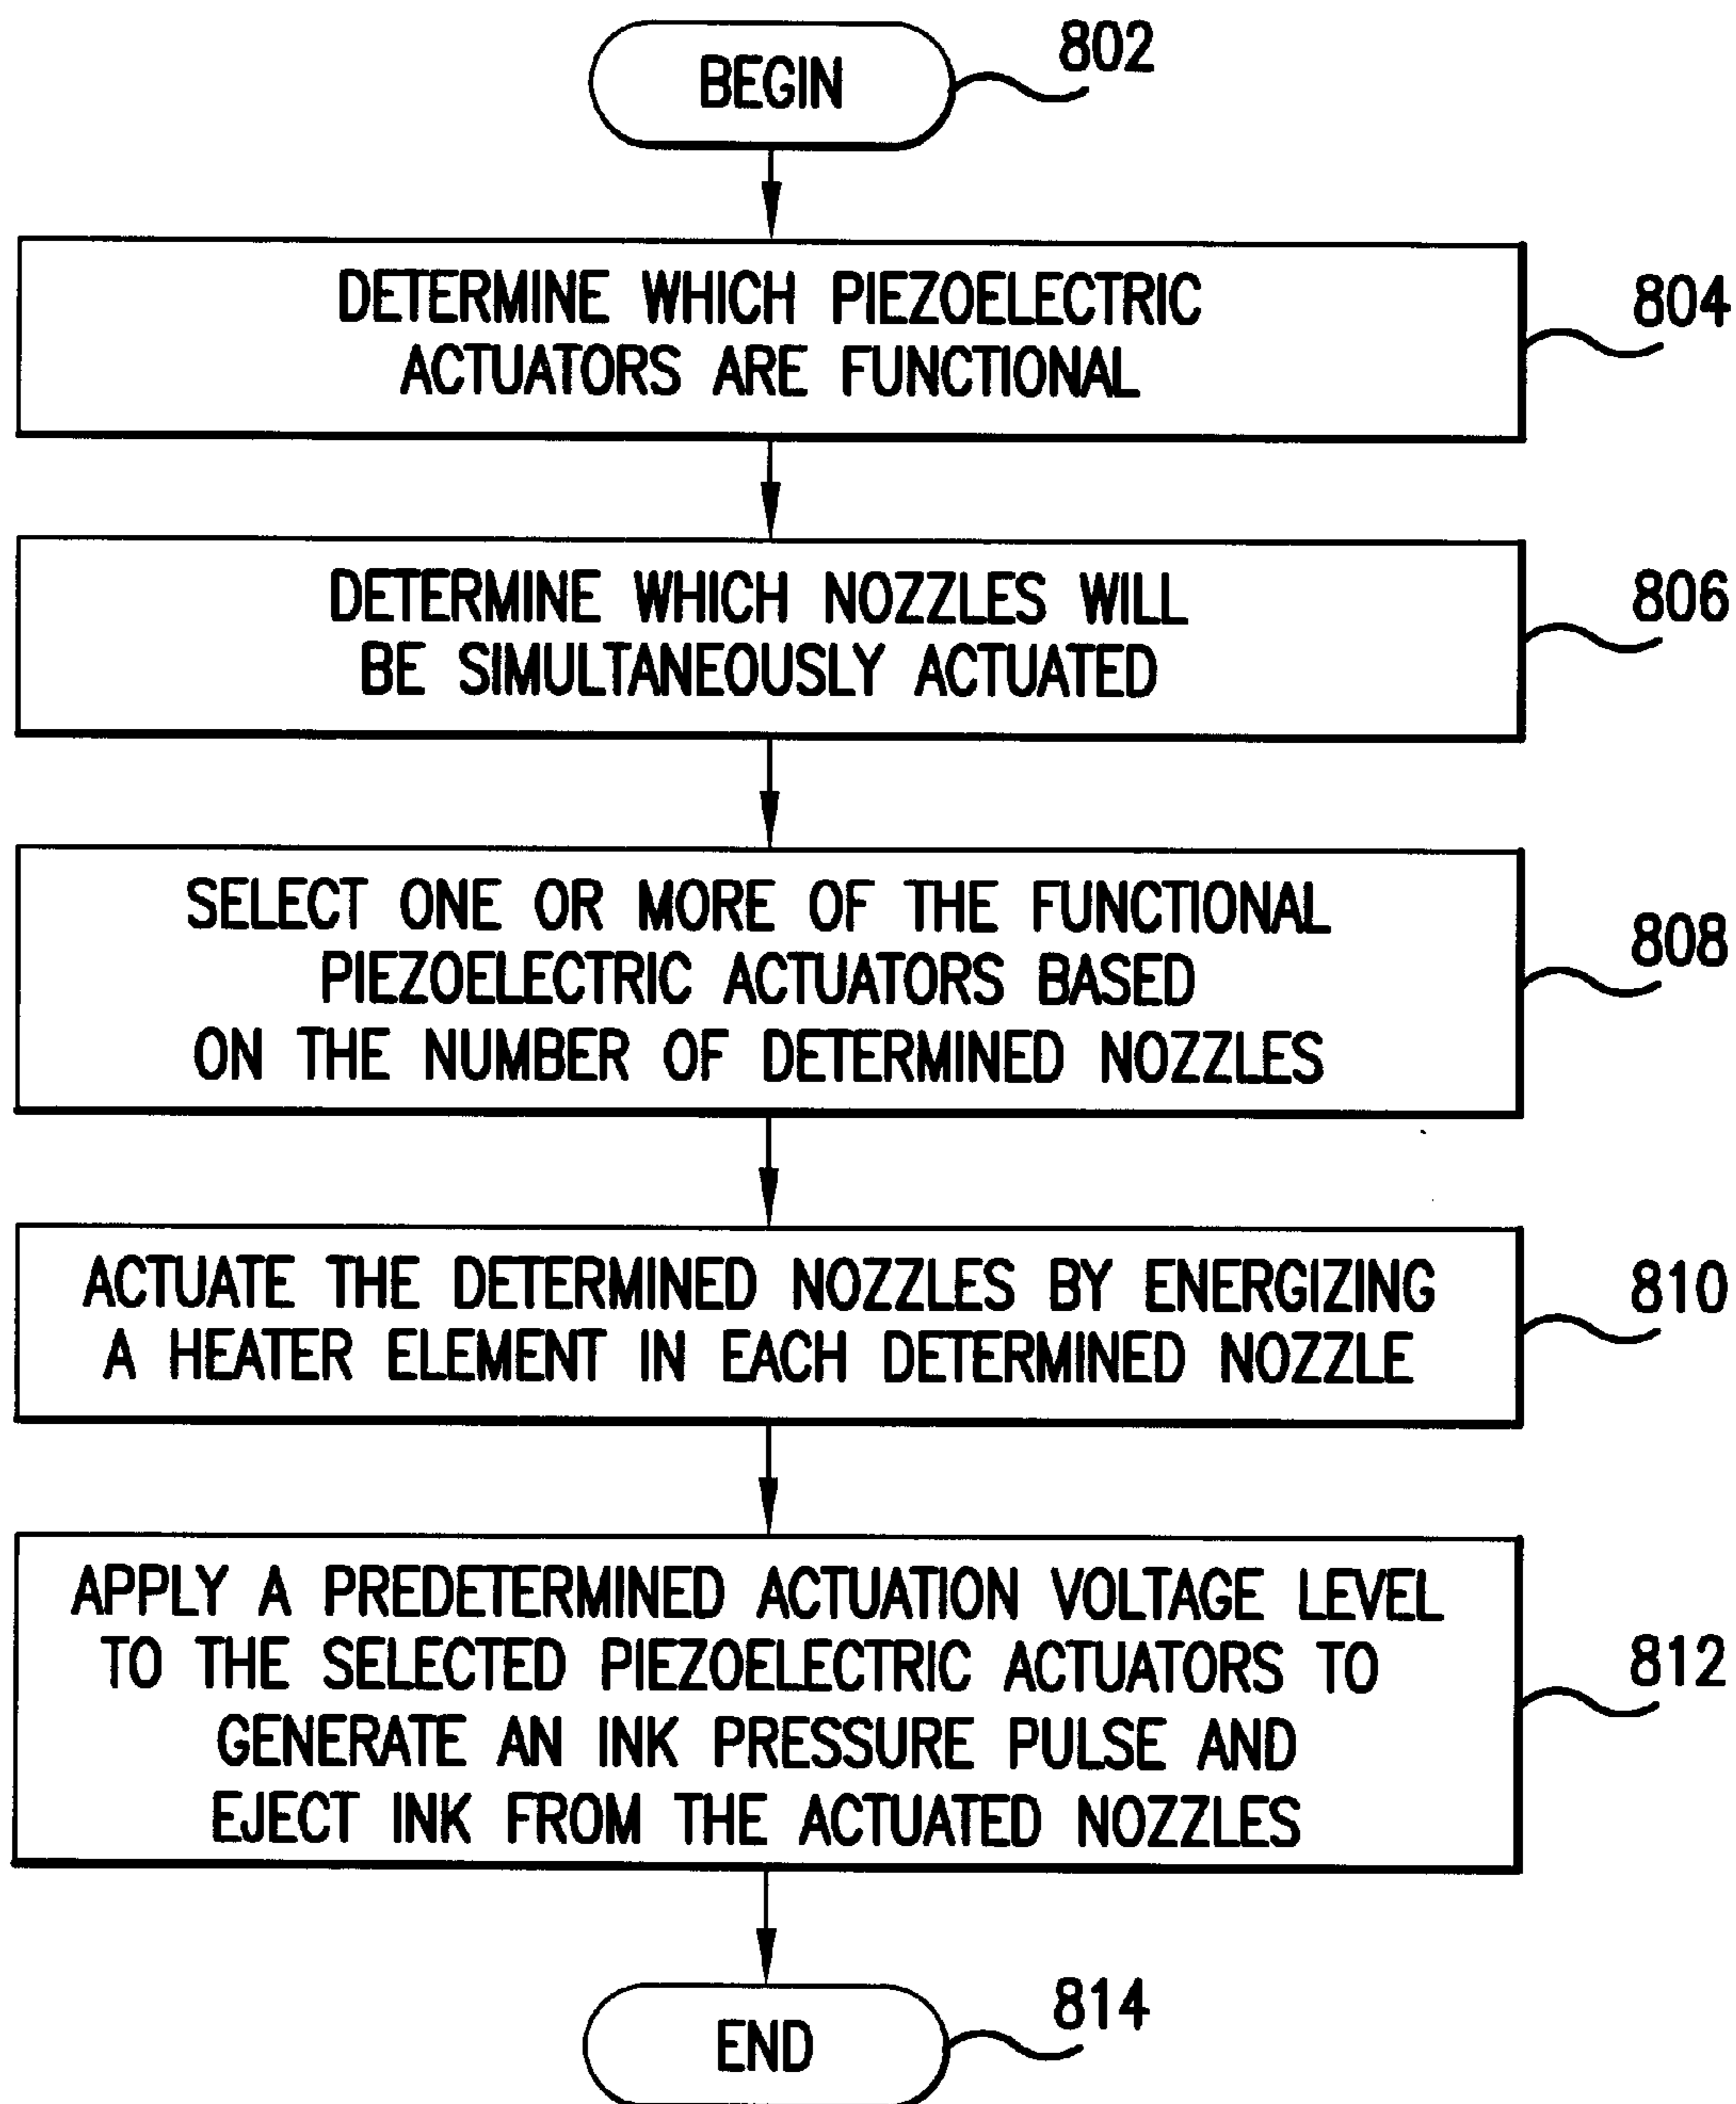 BEGIN
802
DETERMINE WHICH PIEZOELECTRIC
ACTUATORS ARE FUNCTIONAL
804
DETERMINE WHICH NOZZLES WILL
BE SIMULTANEOUSLY ACTUATED
806
SELECT ONE OR MORE OF THE FUNCTIONAL
PIEZOELECTRIC ACTUATORS BASED
ON THE NUMBER OF DETERMINED NOZZLES
808
ACTUATE THE DETERMINED NOZZLES BY ENERGIZING
A HEATER ELEMENT IN EACH DETERMINED NOZZLE
810
APPLY A PREDETERMINED ACTUATION VOLTAGE LEVEL
TO THE SELECTED PIEZOELECTRIC ACTUATORS TO
GENERATE AN INK PRESSURE PULSE AND
EJECT INK FROM THE ACTUATED NOZZLES
812
END
814